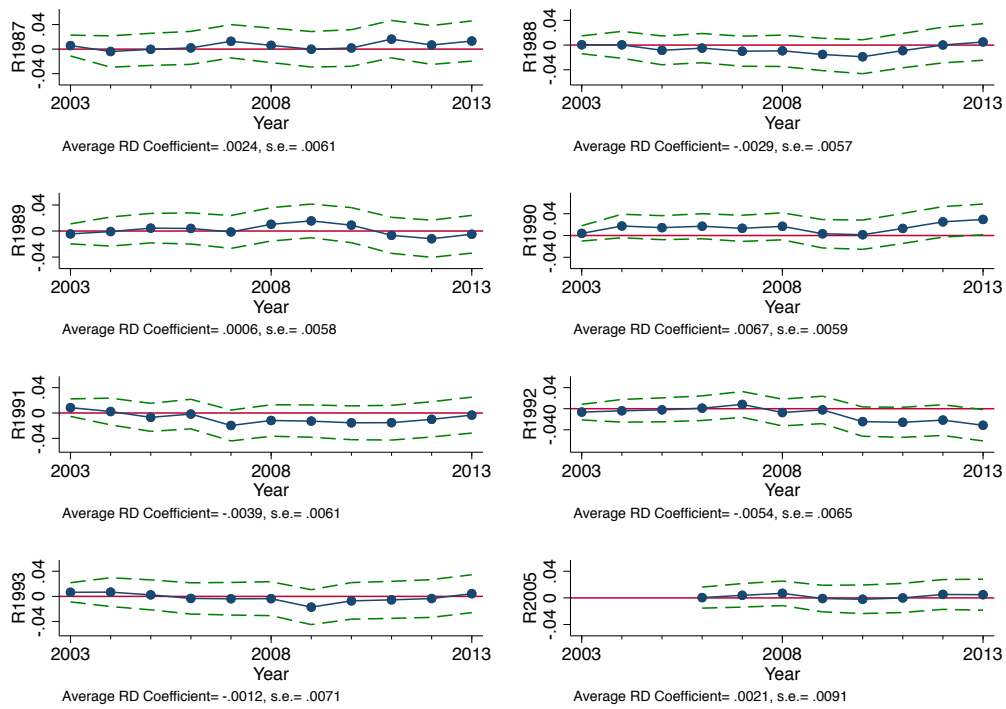 R1987
.04
0
-.04
2003 2008 2013
Year
Average RD Coefficient= .0024, s.e.= .0061
R1988
.04
0
-.04
2003 2008 2013
Year
Average RD Coefficient= -.0029, s.e.= .0057
R1989
.04
0
-.04
2003 2008 2013
Year
Average RD Coefficient= .0006, s.e.= .0058
R1990
.04
0
-.04
2003 2008 2013
Year
Average RD Coefficient= .0067, s.e.= .0059
R1991
.04
0
-.04
2003 2008 2013
Year
Average RD Coefficient= -.0039, s.e.= .0061
R1992
.04
0
-.04
2003 2008 2013
Year
Average RD Coefficient= -.0054, s.e.= .0065
R1993
.04
0
-.04
2003 2008 2013
Year
Average RD Coefficient= -.0012, s.e.= .0071
R2005
.04
0
-.04
2003 2008 2013
Year
Average RD Coefficient= .0021, s.e.= .0091